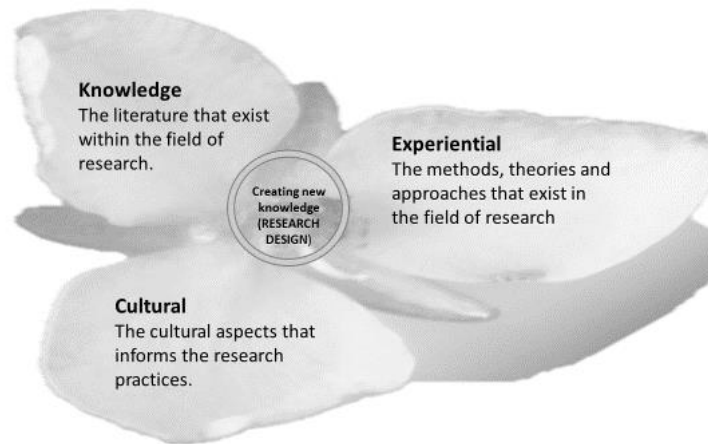 Knowledge
The literature that exist
within the field of
research.
Experiential
The methods, theories and
approaches that exist in
the field of research
Creating new
knowledge
(RESEARCH
DESIGN)
Cultural
The cultural aspects that
informs the research
practices.